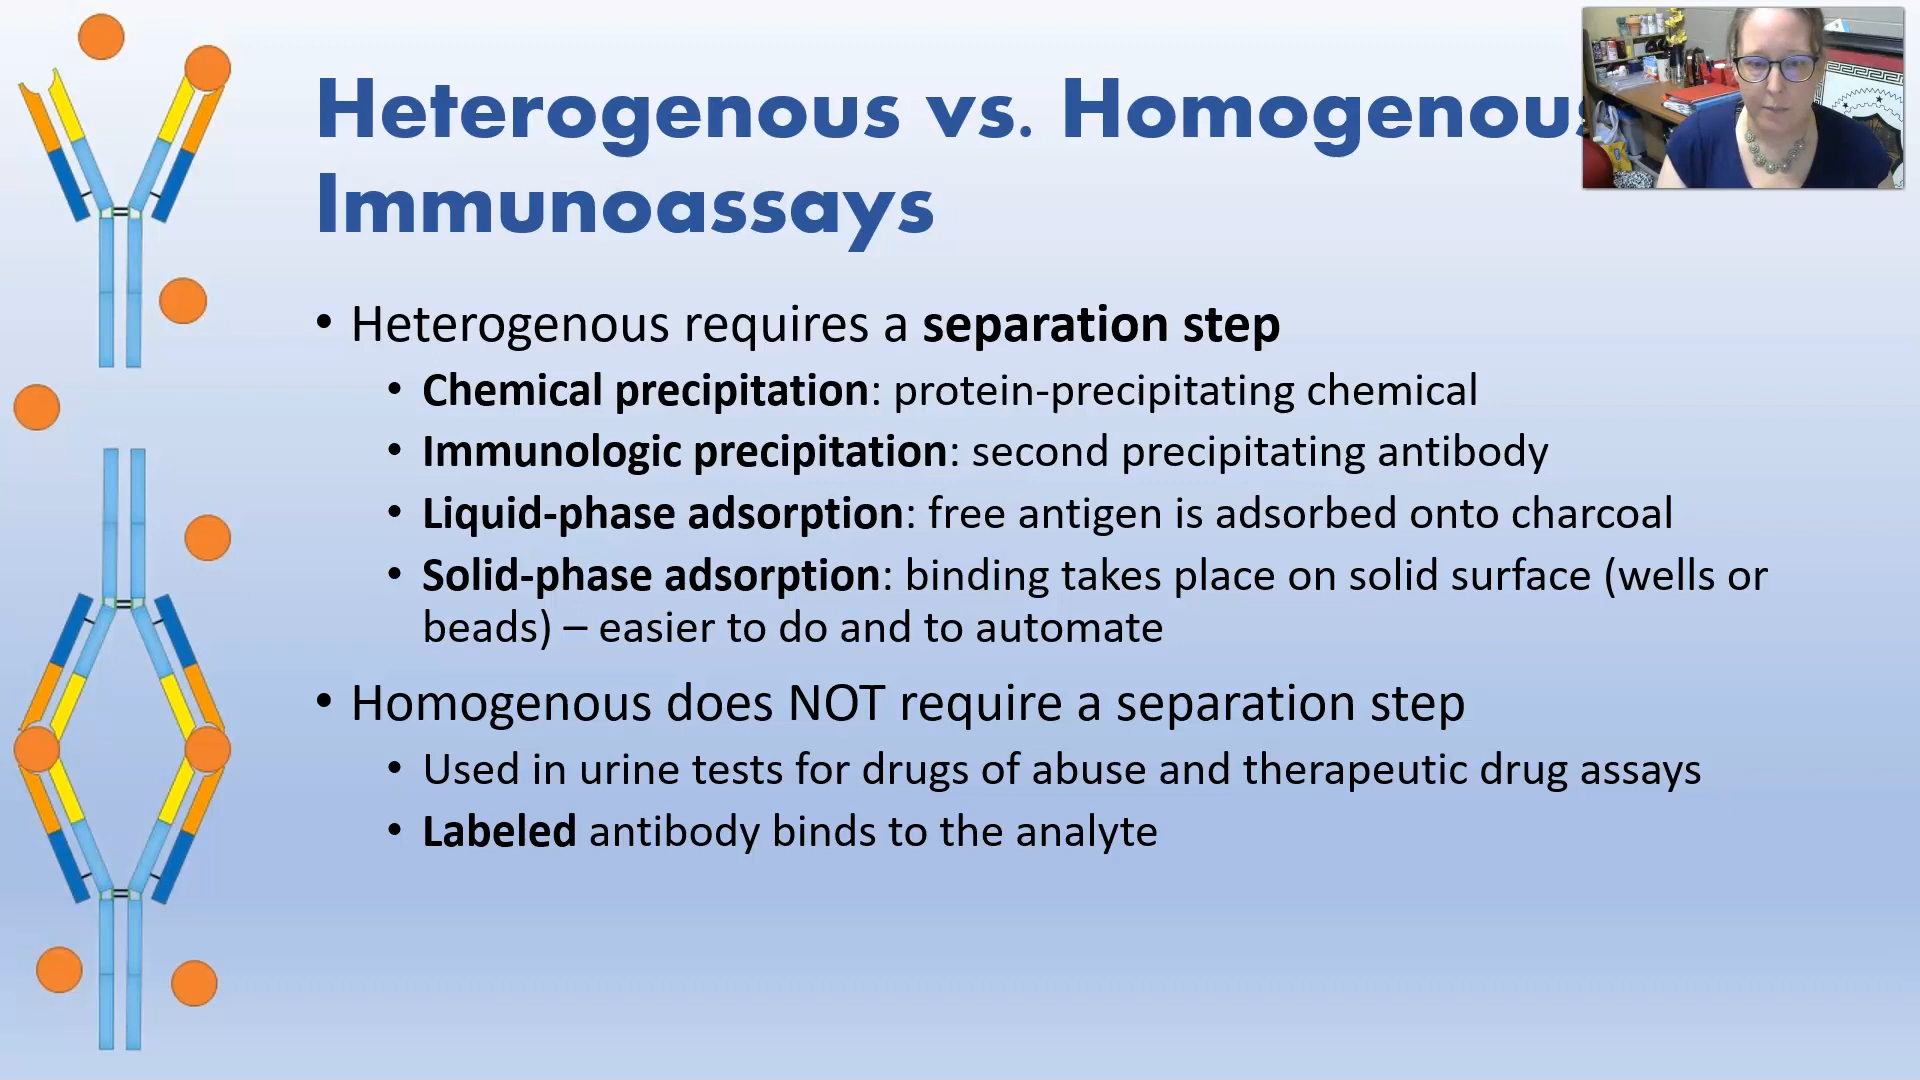 Heterogenous vs. Homogenous
Immunoassays
• Heterogenous requires a separation step
• Chemical precipitation: protein-precipitating chemical
• Immunologic precipitation: second precipitating antibody
• Liquid-phase adsorption: free antigen is adsorbed onto charcoal
• Solid-phase adsorption: binding takes place on solid surface (wells or
beads) – easier to do and to automate
• Homogenous does NOT require a separation step
• Used in urine tests for drugs of abuse and therapeutic drug assays
• Labeled antibody binds to the analyte